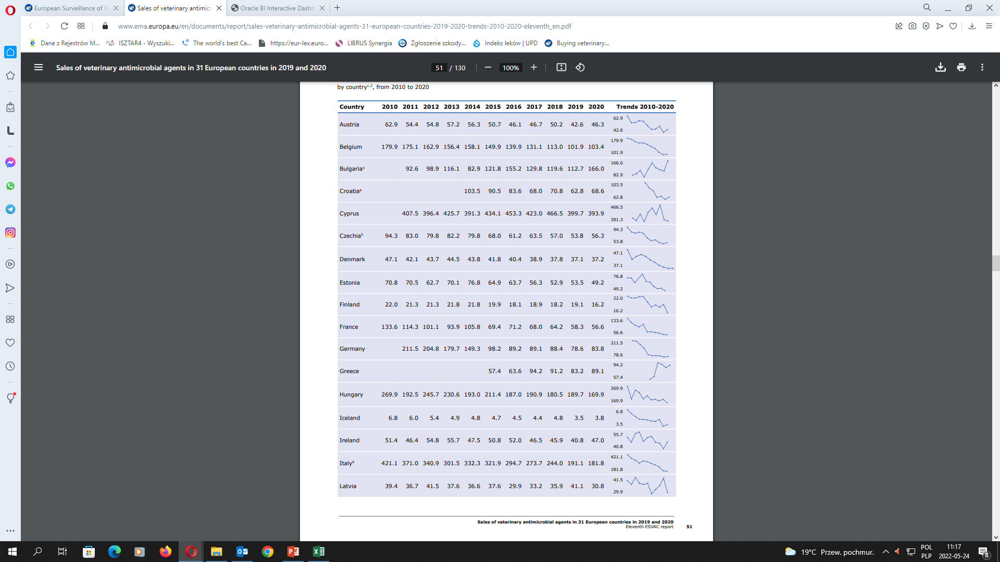 European Surveillance of Ve
Sales of veterinary antimicr
Oracle BI Interactive Dashb
www.ema.europa.eu/en/documents/report/sales-veterinary-antimicrobial-agents-31-european-countries-2019-2020-trends-2010-2020-eleventh_en.pdf
Dane z Rejestrów M... ISZTAR4 - Wyszuki... The world's best Ca... https://eur-lex.euro... LIBRUS Synergia Zgłoszenie szkody... Indeks leków | UPD Buying veterinary...
Sales of veterinary antimicrobial agents in 31 European countries in 2019 and 2020 51 / 130 100%
by country1,2, from 2010 to 2020
Country 2010 2011 2012 2013 2014 2015 2016 2017 2018 2019 2020 Trends 2010-2020
Austria 62.9 54.4 54.8 57.2 56.3 50.7 46.1 46.7 50.2 42.6 46.3 62.9 42.6
Belgium 179.9 175.1 162.9 156.4 158.1 149.9 139.9 131.1 113.0 101.9 103.4 179.9 101.9
Bulgaria3 92.6 98.9 116.1 82.9 121.8 155.2 129.8 119.6 112.7 166.0 166.0 82.9
Croatia4 103.5 90.5 83.6 68.0 70.8 62.8 68.6 103.5 62.8
Cyprus 407.5 396.4 425.7 391.3 434.1 453.3 423.0 466.5 399.7 393.9 466.5 391.3
Czechia5 94.3 83.0 79.8 82.2 79.8 68.0 61.2 63.5 57.0 53.8 56.3 94.3 53.8
Denmark 47.1 42.1 43.7 44.5 43.8 41.8 40.4 38.9 37.8 37.1 37.2 47.1 37.1
Estonia 70.8 70.5 62.7 70.1 76.8 64.9 63.7 56.3 52.9 53.5 49.2 76.8 49.2
Finland 22.0 21.3 21.3 21.8 21.8 19.9 18.1 18.9 18.2 19.1 16.2 22.0 16.2
France 133.6 114.3 101.1 93.9 105.8 69.4 71.2 68.0 64.2 58.3 56.6 133.6 56.6
Germany 211.5 204.8 179.7 149.3 98.2 89.2 89.1 88.4 78.6 83.8 211.5 78.6
Greece 57.4 63.6 94.2 91.2 83.2 89.1 94.2 57.4
Hungary 269.9 192.5 245.7 230.6 193.0 211.4 187.0 190.9 180.5 189.7 169.9 269.9 169.9
Iceland 6.8 6.0 5.4 4.9 4.8 4.7 4.5 4.4 4.8 3.5 3.8 6.8 3.5
Ireland 51.4 46.4 54.8 55.7 47.5 50.8 52.0 46.5 45.9 40.8 47.0 55.7 40.8
Italy6 421.1 371.0 340.9 301.5 332.3 321.9 294.7 273.7 244.0 191.1 181.8 421.1 181.8
Latvia 39.4 36.7 41.5 37.6 36.6 37.6 29.9 33.2 35.9 41.1 30.8 41.5 29.9
Sales of veterinary antimicrobial agents in 31 European countries in 2019 and 2020
Eleventh ESVAC report 51
19°C Przew. pochmur. POL PLP 11:17 2022-05-24 8